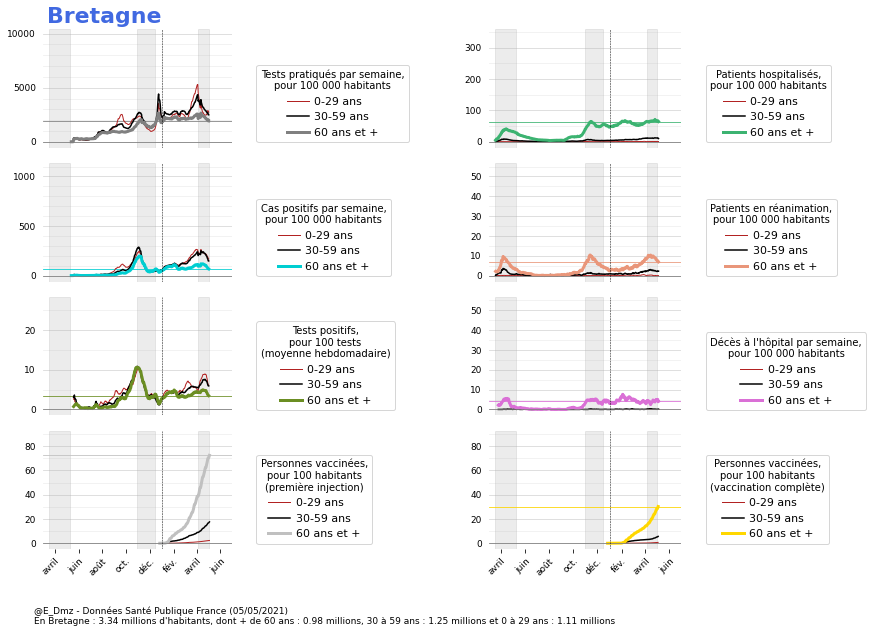 Bretagne
10000
5000
0
Tests pratiqués par semaine,
pour 100 000 habitants
0-29 ans
30-59 ans
60 ans et +
300
200
100
0
Patients hospitalisés,
pour 100 000 habitants
0-29 ans
30-59 ans
60 ans et +
1000
500
0
Cas positifs par semaine,
pour 100 000 habitants
0-29 ans
30-59 ans
60 ans et +
50
40
30
20
10
0
Patients en réanimation,
pour 100 000 habitants
0-29 ans
30-59 ans
60 ans et +
20
10
0
Tests positifs,
pour 100 tests
(moyenne hebdomadaire)
0-29 ans
30-59 ans
60 ans et +
50
40
30
20
10
0
Décès à l'hôpital par semaine,
pour 100 000 habitants
0-29 ans
30-59 ans
60 ans et +
80
60
40
20
0
avril
juin
août
oct.
déc.
fév.
avril
juin
Personnes vaccinées,
pour 100 habitants
(première injection)
0-29 ans
30-59 ans
60 ans et +
80
60
40
20
0
avril
juin
août
oct.
déc.
fév.
avril
juin
Personnes vaccinées,
pour 100 habitants
(vaccination complète)
0-29 ans
30-59 ans
60 ans et +
@E_Dmz - Données Santé Publique France (05/05/2021)
En Bretagne : 3.34 millions d'habitants, dont + de 60 ans : 0.98 millions, 30 à 59 ans : 1.25 millions et 0 à 29 ans : 1.11 millions